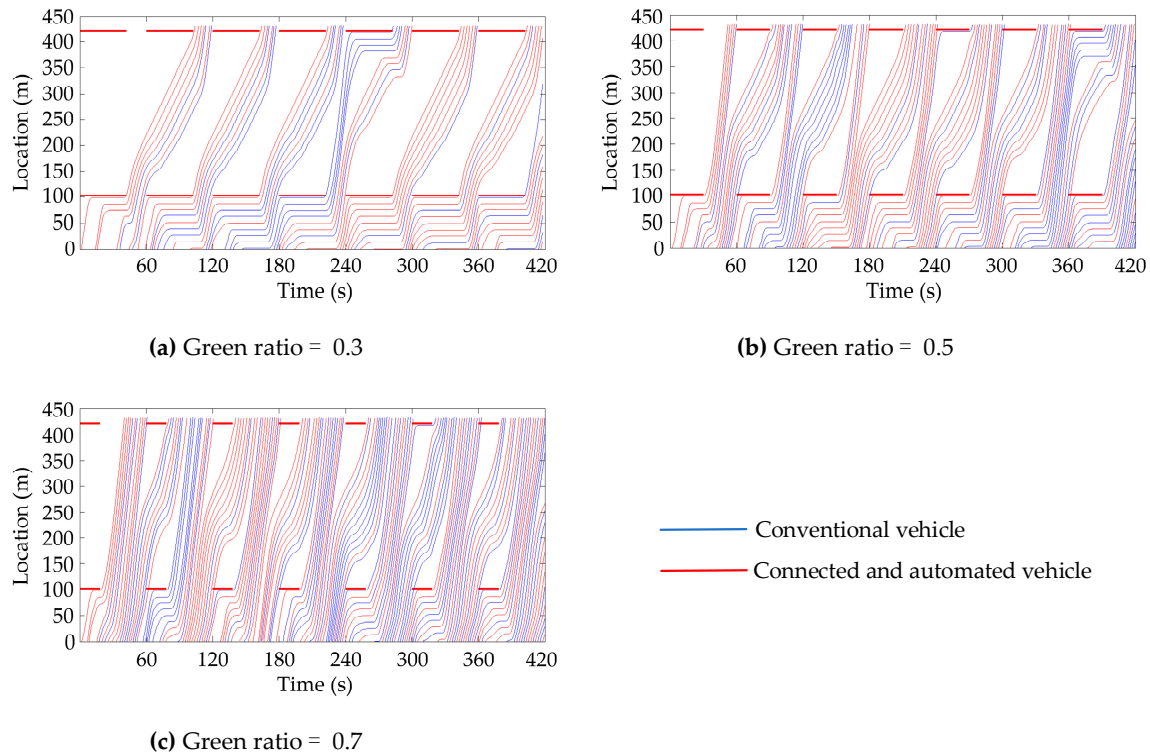 450
400
350
300
250
200
150
100
50
0
Location (m)
60 120 180 240 300 360 420
Time (s)
(a) Green ratio = 0.3
450
400
350
300
250
200
150
100
50
0
Location (m)
60 120 180 240 300 360 420
Time (s)
(b) Green ratio = 0.5
450
400
350
300
250
200
150
100
50
0
Location (m)
60 120 180 240 300 360 420
Time (s)
(c) Green ratio = 0.7
Conventional vehicle
Connected and automated vehicle